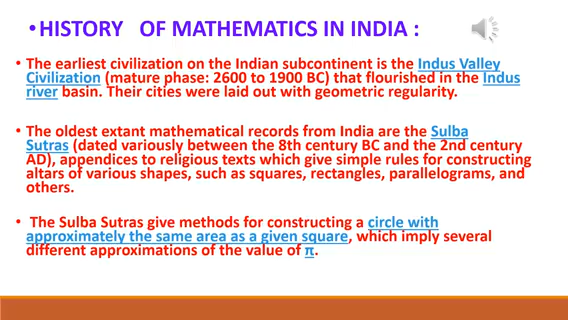 •HISTORY   OF MATHEMATICS IN INDIA :
• The earliest civilization on the Indian subcontinent is the Indus Valley
Civilization (mature phase: 2600 to 1900 BC) that flourished in the Indus
river basin. Their cities were laid out with geometric regularity.
• The oldest extant mathematical records from India are the Sulba
Sutras (dated variously between the 8th century BC and the 2nd century
AD), appendices to religious texts which give simple rules for constructing
altars of various shapes, such as squares, rectangles, parallelograms, and
others.
• The Sulba Sutras give methods for constructing a circle with
approximately the same area as a given square, which imply several
different approximations of the value of π.